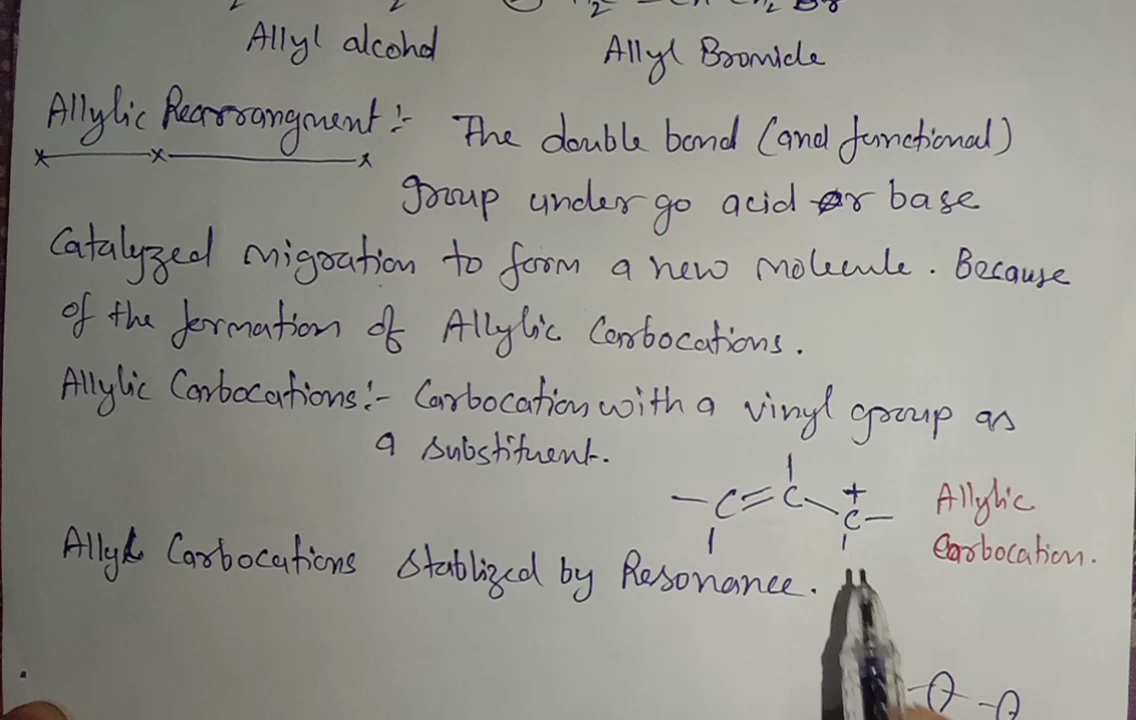 Allyl alcohol Allyl Bromide
Allylic Rearrangment :- The double bond (and functional)
group under go acid or base
Catalyzed migration to form a new molecule. Because
of the formation of Allylic Carbocations.
Allylic Carbocations :- Carbocation with a vinyl group as
a substituent.
— C = C — C + — Allylic
Carbocation.
Allyl Carbocations Stablized by Resonance.